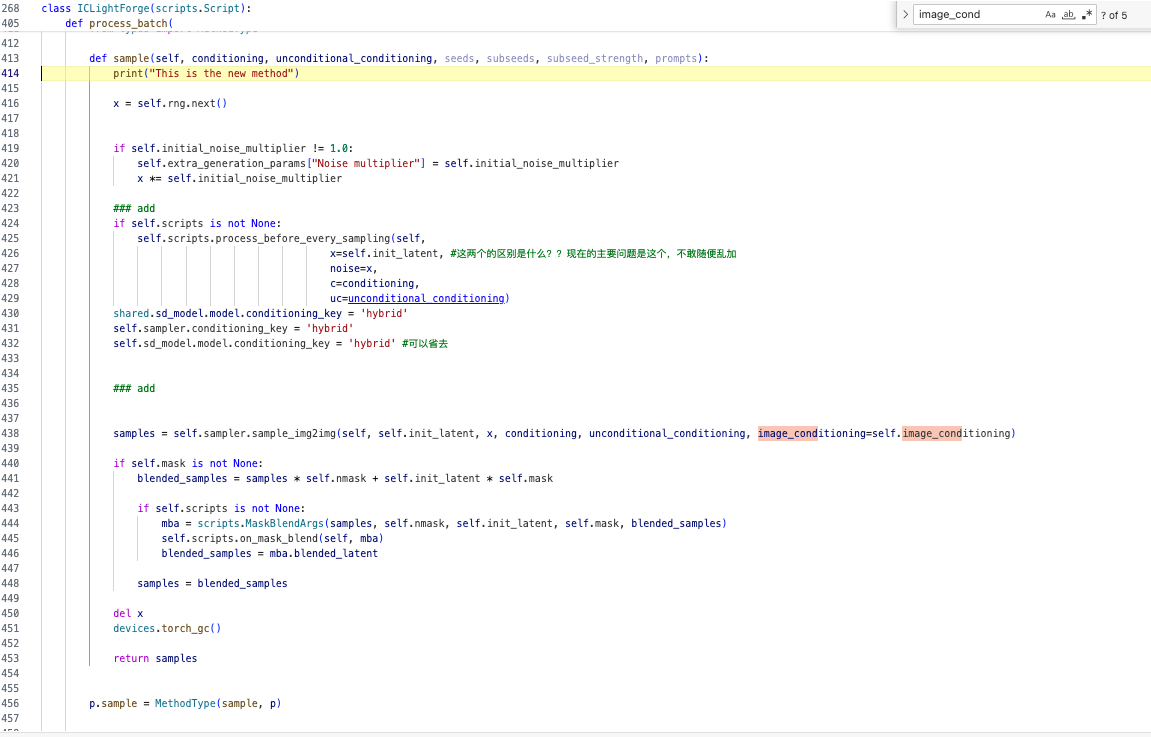 image_cond
Aa
ab
.*
? of 5
268 class ICLightForge(scripts.Script):
405 def process_batch(
412
413 def sample(self, conditioning, unconditional_conditioning, seeds, subseeds, subseed_strength, prompts):
414 print("This is the new method")
415
416 x = self.rng.next()
417
418
419 if self.initial_noise_multiplier != 1.0:
420 self.extra_generation_params["Noise multiplier"] = self.initial_noise_multiplier
421 x *= self.initial_noise_multiplier
422
423 ### add
424 if self.scripts is not None:
425 self.scripts.process_before_every_sampling(self,
426 x=self.init_latent, #这两个的区别是什么？？现在的主要问题是这个，不敢随便乱加
427 noise=x,
428 c=conditioning,
429 uc=unconditional_conditioning)
430 shared.sd_model.model.conditioning_key = 'hybrid'
431 self.sampler.conditioning_key = 'hybrid'
432 self.sd_model.model.conditioning_key = 'hybrid' #可以省去
433
434
435 ### add
436
437
438 samples = self.sampler.sample_img2img(self, self.init_latent, x, conditioning, unconditional_conditioning, image_conditioning=self.image_conditioning)
439
440 if self.mask is not None:
441 blended_samples = samples * self.nmask + self.init_latent * self.mask
442
443 if self.scripts is not None:
444 mba = scripts.MaskBlendArgs(samples, self.nmask, self.init_latent, self.mask, blended_samples)
445 self.scripts.on_mask_blend(self, mba)
446 blended_samples = mba.blended_latent
447
448 samples = blended_samples
449
450 del x
451 devices.torch_gc()
452
453 return samples
454
455
456 p.sample = MethodType(sample, p)
457